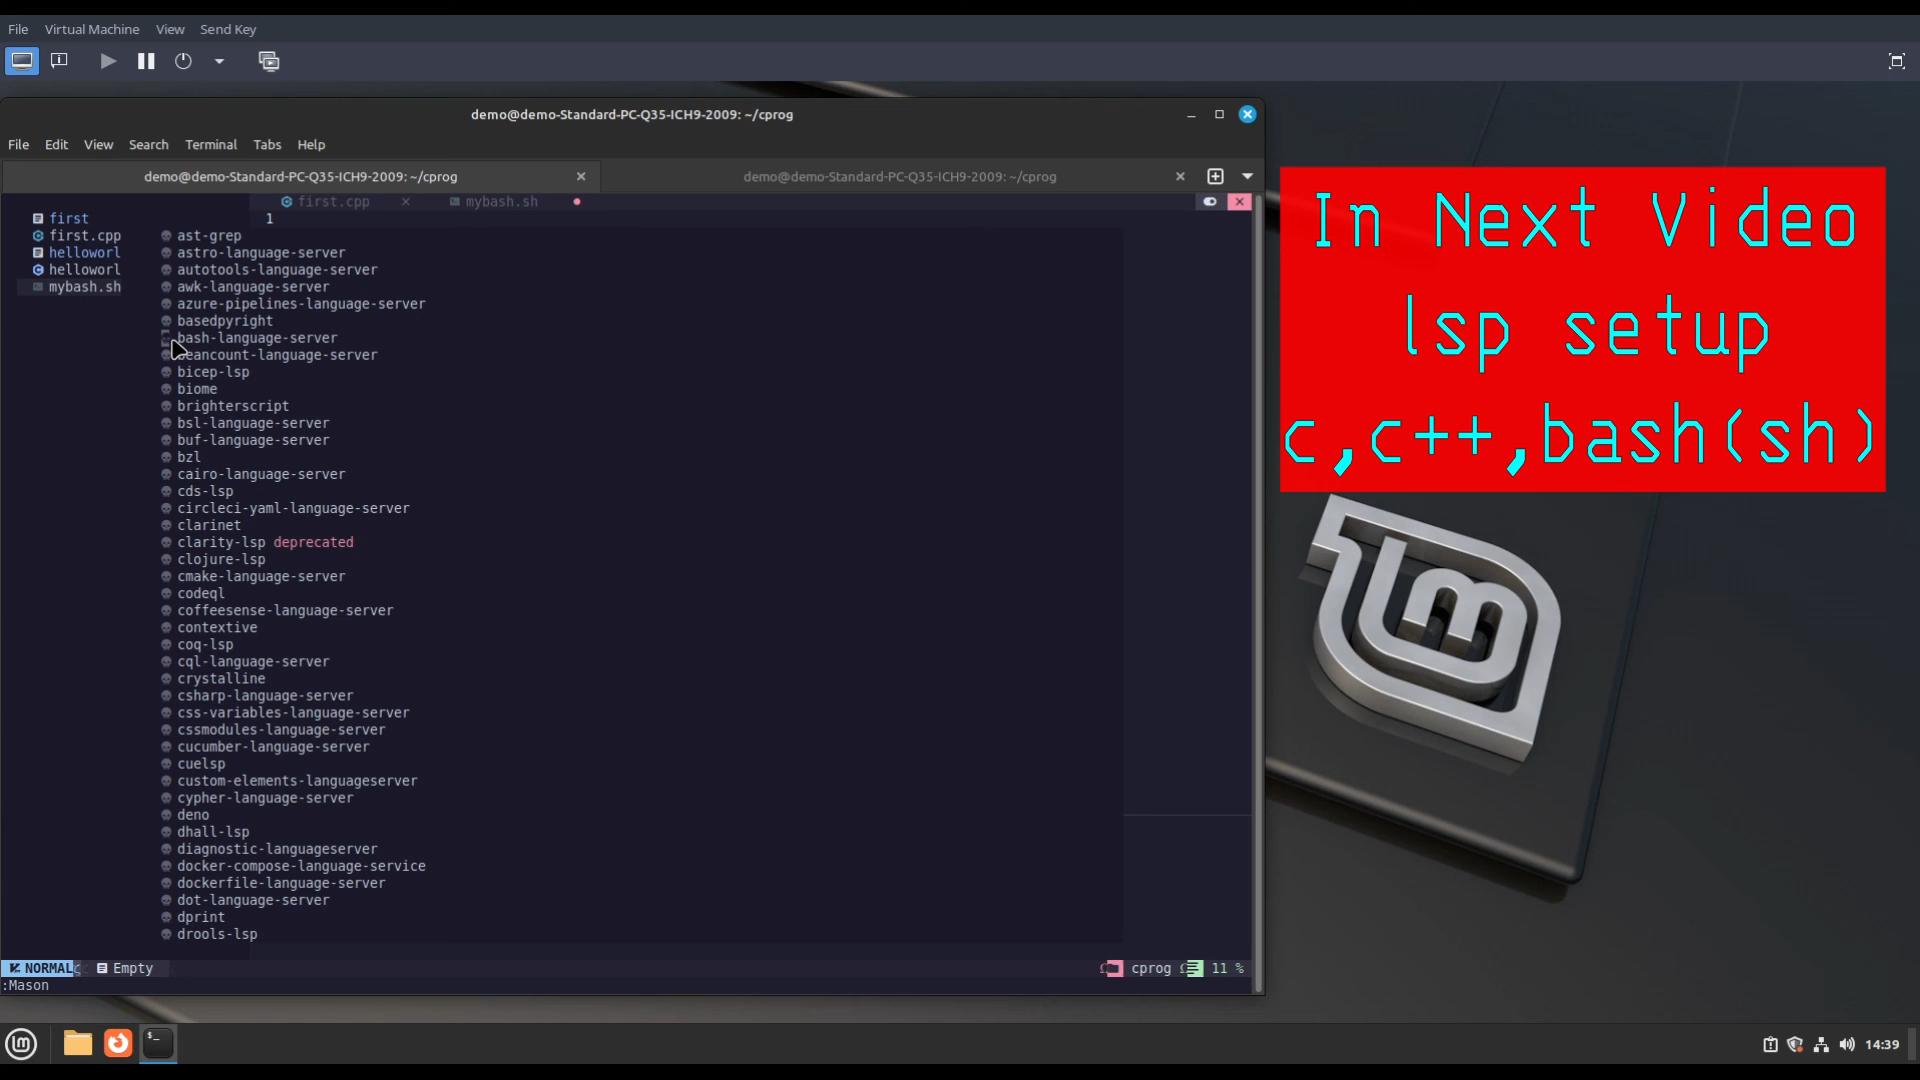 File Virtual Machine View Send Key
demo@demo-Standard-PC-Q35-ICH9-2009: ~/cprog
File Edit View Search Terminal Tabs Help
demo@demo-Standard-PC-Q35-ICH9-2009: ~/cprog
demo@demo-Standard-PC-Q35-ICH9-2009: ~/cprog
first.cpp
mybash.sh
first
first.cpp
helloworl
helloworl
mybash.sh
1
ast-grep
astro-language-server
autotools-language-server
awk-language-server
azure-pipelines-language-server
basedpyright
bash-language-server
beancount-language-server
bicep-lsp
biome
brighterscript
bsl-language-server
buf-language-server
bzl
cairo-language-server
cds-lsp
circleci-yaml-language-server
clarinet
clarity-lsp deprecated
clojure-lsp
cmake-language-server
codeql
coffeesense-language-server
contextive
coq-lsp
cql-language-server
crystalline
csharp-language-server
css-variables-language-server
cssmodules-language-server
cucumber-language-server
cuelsp
custom-elements-languageserver
cypher-language-server
deno
dhall-lsp
diagnostic-languageserver
docker-compose-language-service
dockerfile-language-server
dot-language-server
dprint
drools-lsp
NORMAL Empty
cprog 11 %
:Mason
In Next Video
lsp setup
c,c++,bash(sh)
14:39